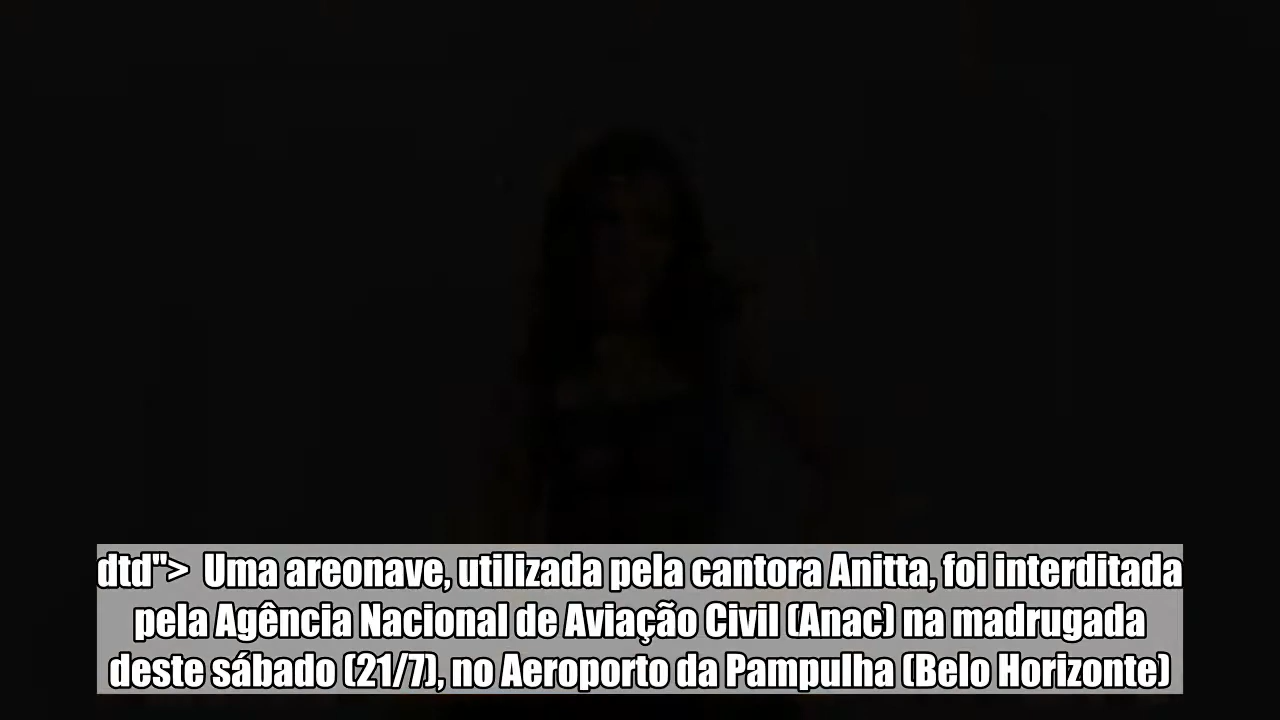 dtd"> Uma areonave, utilizada pela cantora Anitta, foi interditada
pela Agência Nacional de Aviação Civil (Anac) na madrugada
deste sábado (21/7), no Aeroporto da Pampulha (Belo Horizonte)